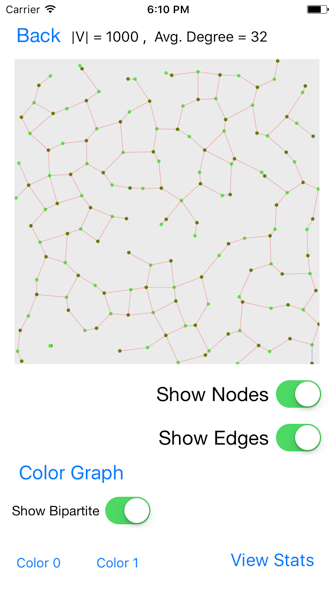 Carrier 6:10 PM
Back |V| = 1000 , Avg. Degree = 32
Show Nodes
Show Edges
Color Graph
Show Bipartite
Color 0 Color 1 View Stats